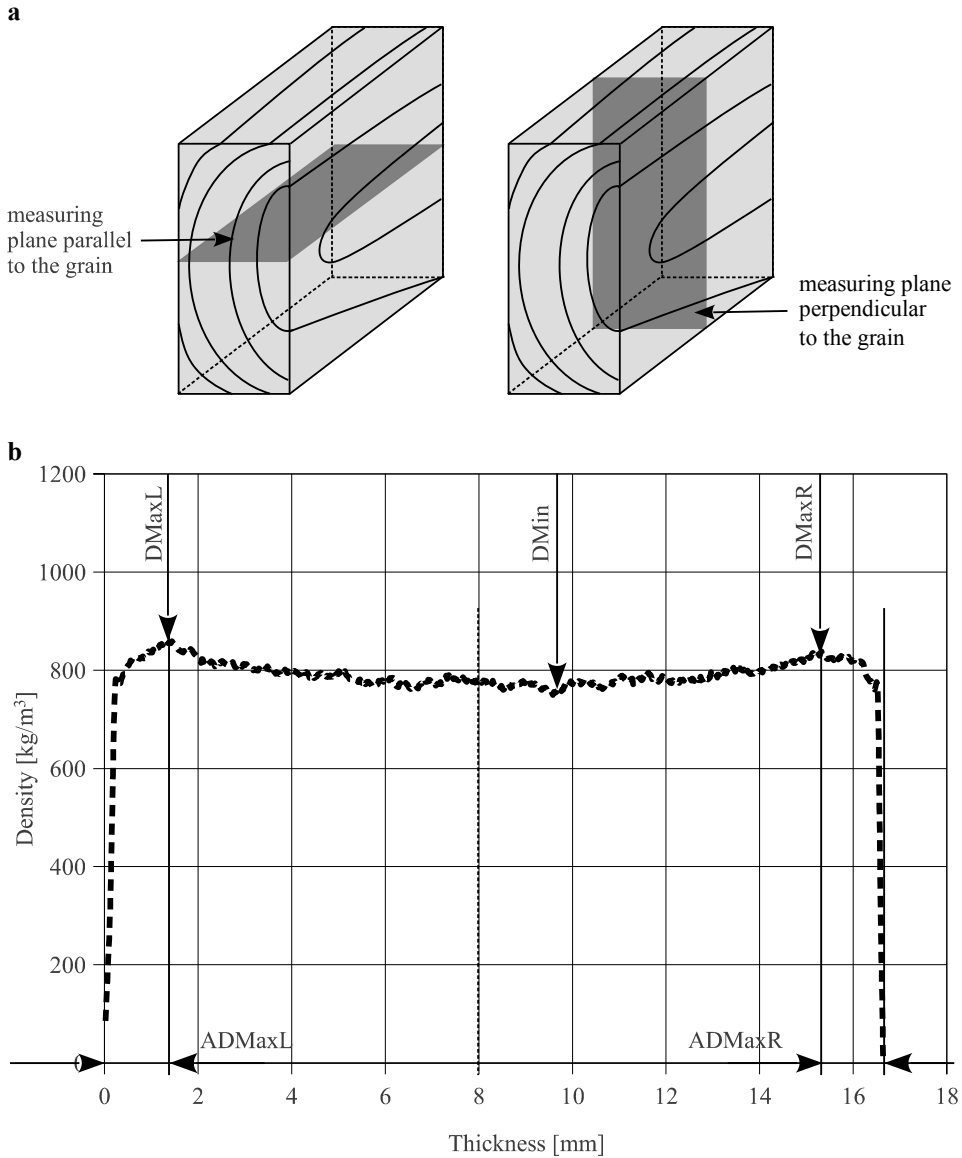 a
measuring
plane parallel
to the grain
measuring plane
perpendicular
to the grain
b
1200
1000
800
600
400
200
0
Density [kg/m³]
DMaxL
DMin
DMaxR
ADMaxL
ADMaxR
0 2 4 6 8 10 12 14 16 18
Thickness [mm]